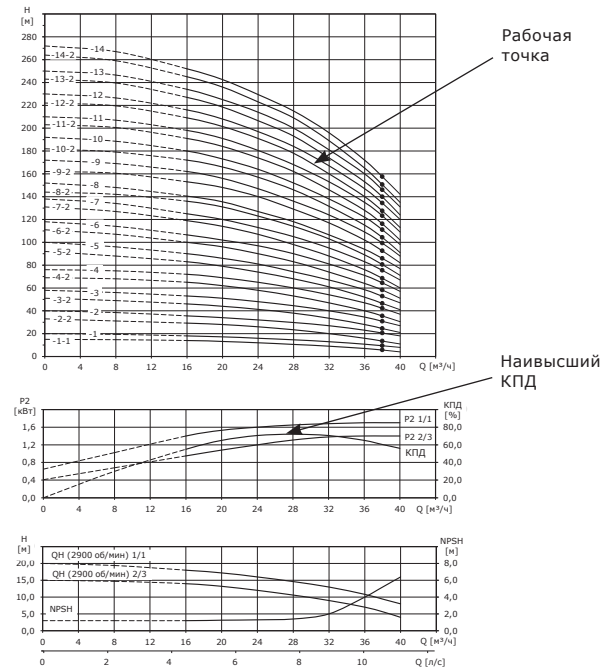 H
[м]
280
260
240
220
200
180
160
140
120
100
80
60
40
20
0
-14
-14-2
-13
-13-2
-12
-12-2
-11
-11-2
-10
-10-2
-9
-9-2
-8
-8-2
-7
-7-2
-6
-6-2
-5
-5-2
-4
-4-2
-3
-3-2
-2
-2-2
-1
-1-1
0 4 8 12 16 20 24 28 32 36 40 Q [м³/ч]
Рабочая
точка
Наивысший
КПД
P2
[кВт]
1,6
1,2
0,8
0,4
0,0
КПД
[%]
80,0
60,0
40,0
20,0
0,0
P2 1/1
P2 2/3
КПД
0 4 8 12 16 20 24 28 32 36 40
Q [м³/ч]
H
[м]
20,0
15,0
10,0
5,0
0,0
NPSH
[м]
8,0
6,0
4,0
2,0
0,0
QH (2900 об/мин) 1/1
QH (2900 об/мин) 2/3
NPSH
0 4 8 12 16 20 24 28 32 36 40 Q [м³/ч]
0 2 4 6 8 10 Q [л/с]